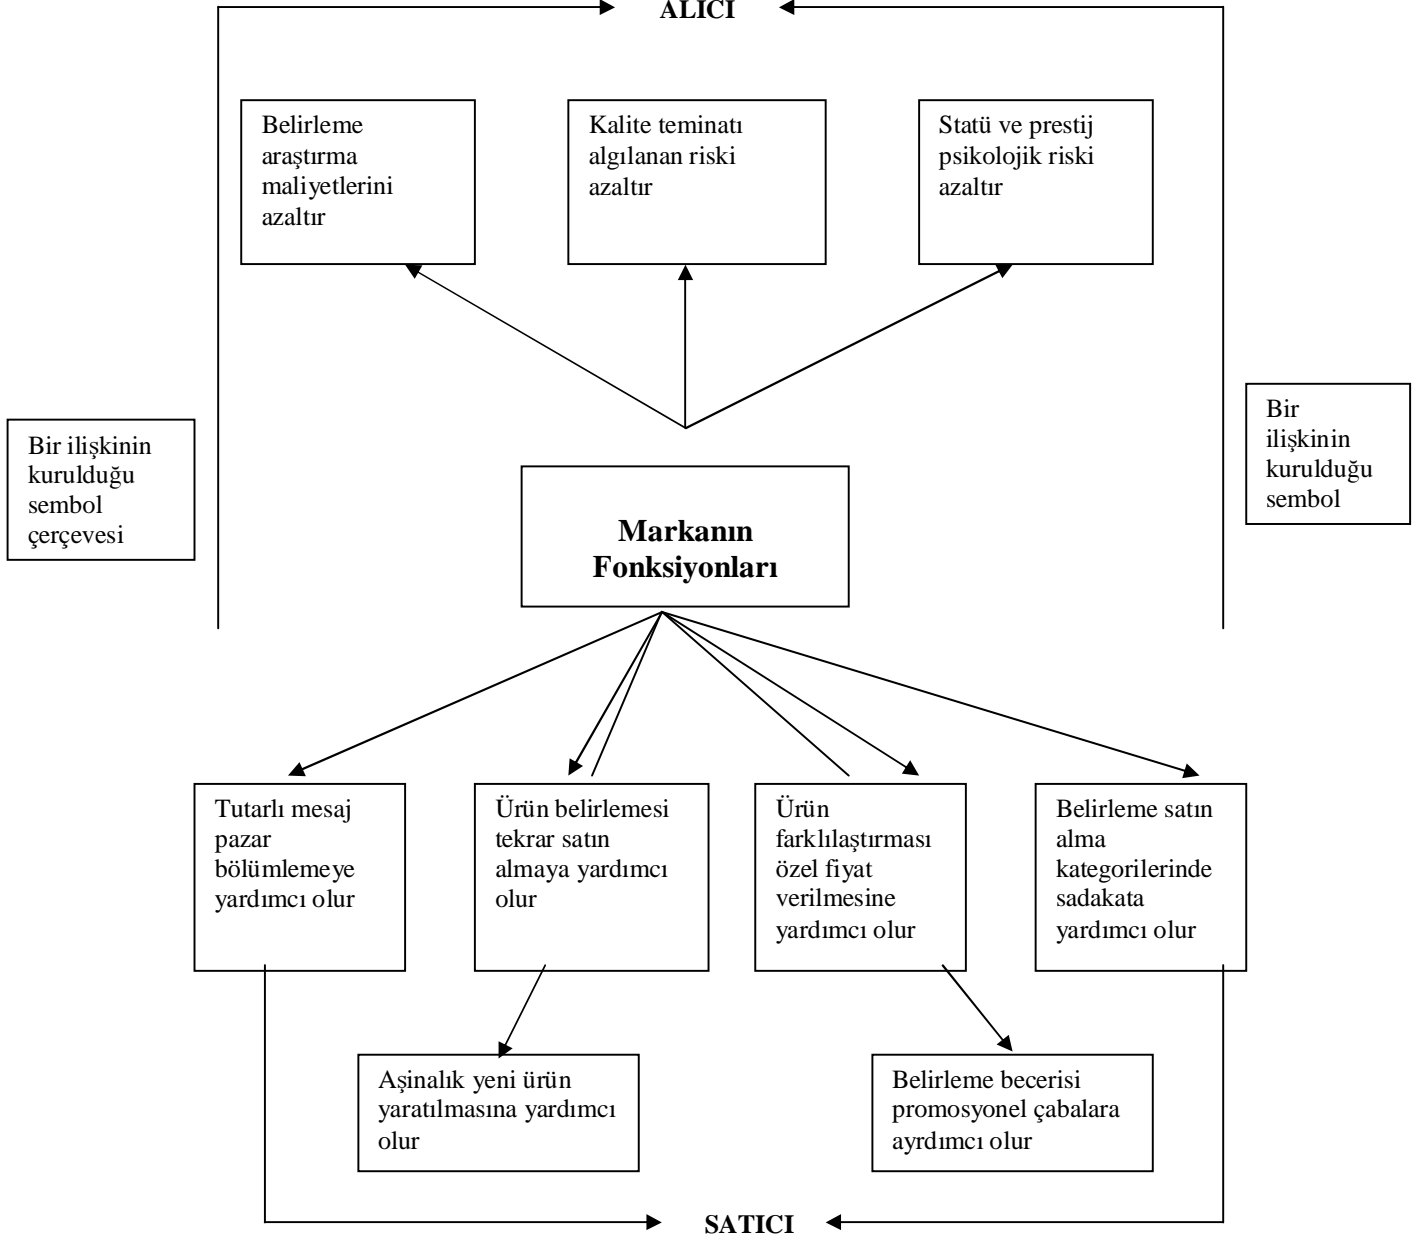 ALICI
Belirleme
araştırma
maliyetlerini
azaltır
Kalite teminatı
algılanan riski
azaltır
Statü ve prestij
psikolojik riski
azaltır
Bir ilişkinin
kurulduğu
sembol
çerçevesi
Bir
ilişkinin
kurulduğu
sembol
Markanın
Fonksiyonları
Tutarlı mesaj
pazar
bölümlemeye
yardımcı olur
Ürün belirlemesi
tekrar satın
almaya yardımcı
olur
Ürün
farklılaştırması
özel fiyat
verilmesine
yardımcı olur
Belirleme satın
alma
kategorilerinde
sadakata
yardımcı olur
Aşinalık yeni ürün
yaratılmasına yardımcı
olur
Belirleme becerisi
promosyonel çabalara
ayrdımcı olur
SATICI